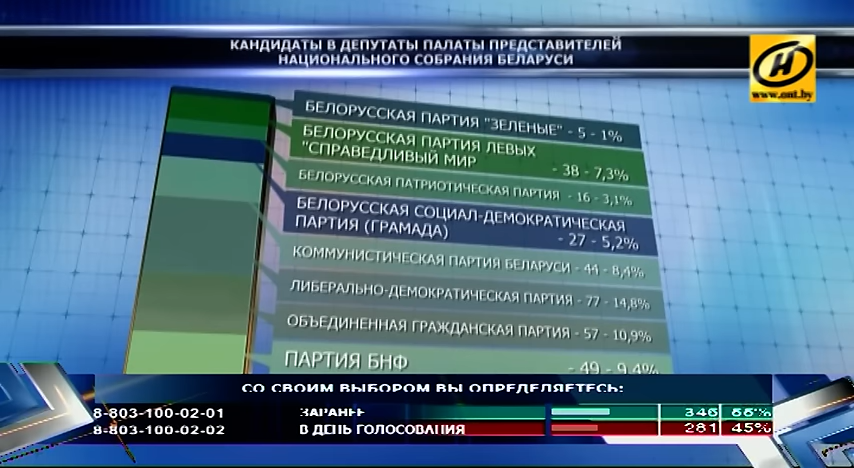 КАНДИДАТЫ В ДЕПУТАТЫ ПАЛАТЫ ПРЕДСТАВИТЕЛЕЙ
НАЦИОНАЛЬНОГО СОБРАНИЯ БЕЛАРУСИ
www.ont.by
БЕЛОРУССКАЯ ПАРТИЯ "ЗЕЛЕНЫЕ" - 5 - 1%
БЕЛОРУССКАЯ ПАРТИЯ ЛЕВЫХ
"СПРАВЕДЛИВЫЙ МИР
- 38 - 7,3%
БЕЛОРУССКАЯ ПАТРИОТИЧЕСКАЯ ПАРТИЯ - 16 - 3,1%
БЕЛОРУССКАЯ СОЦИАЛ-ДЕМОКРАТИЧЕСКАЯ
ПАРТИЯ (ГРАМАДА) - 27 - 5,2%
КОММУНИСТИЧЕСКАЯ ПАРТИЯ БЕЛАРУСИ - 44 - 8,4%
ЛИБЕРАЛЬНО-ДЕМОКРАТИЧЕСКАЯ ПАРТИЯ - 77 - 14,8%
ОБЪЕДИНЕННАЯ ГРАЖДАНСКАЯ ПАРТИЯ - 57 - 10,9%
ПАРТИЯ БНФ - 49 - 9,4%
СО СВОИМ ВЫБОРОМ ВЫ ОПРЕДЕЛЯЕТЕСЬ:
8-803-100-02-01 ЗАРАНЕЕ 346 55%
8-803-100-02-02 В ДЕНЬ ГОЛОСОВАНИЯ 281 45%